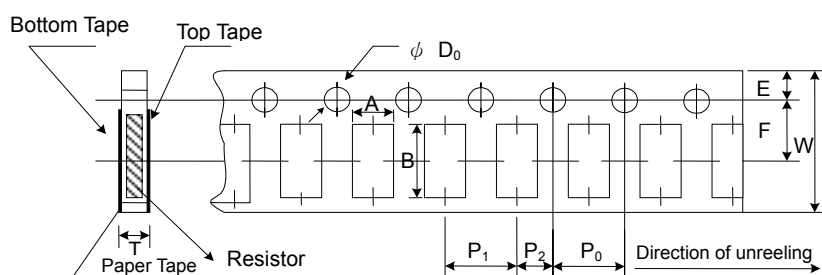 Bottom Tape
Top Tape
ψ D₀
A
E
F
W
B
T
Paper Tape
Resistor
P₁
P₂
P₀
Direction of unreeling